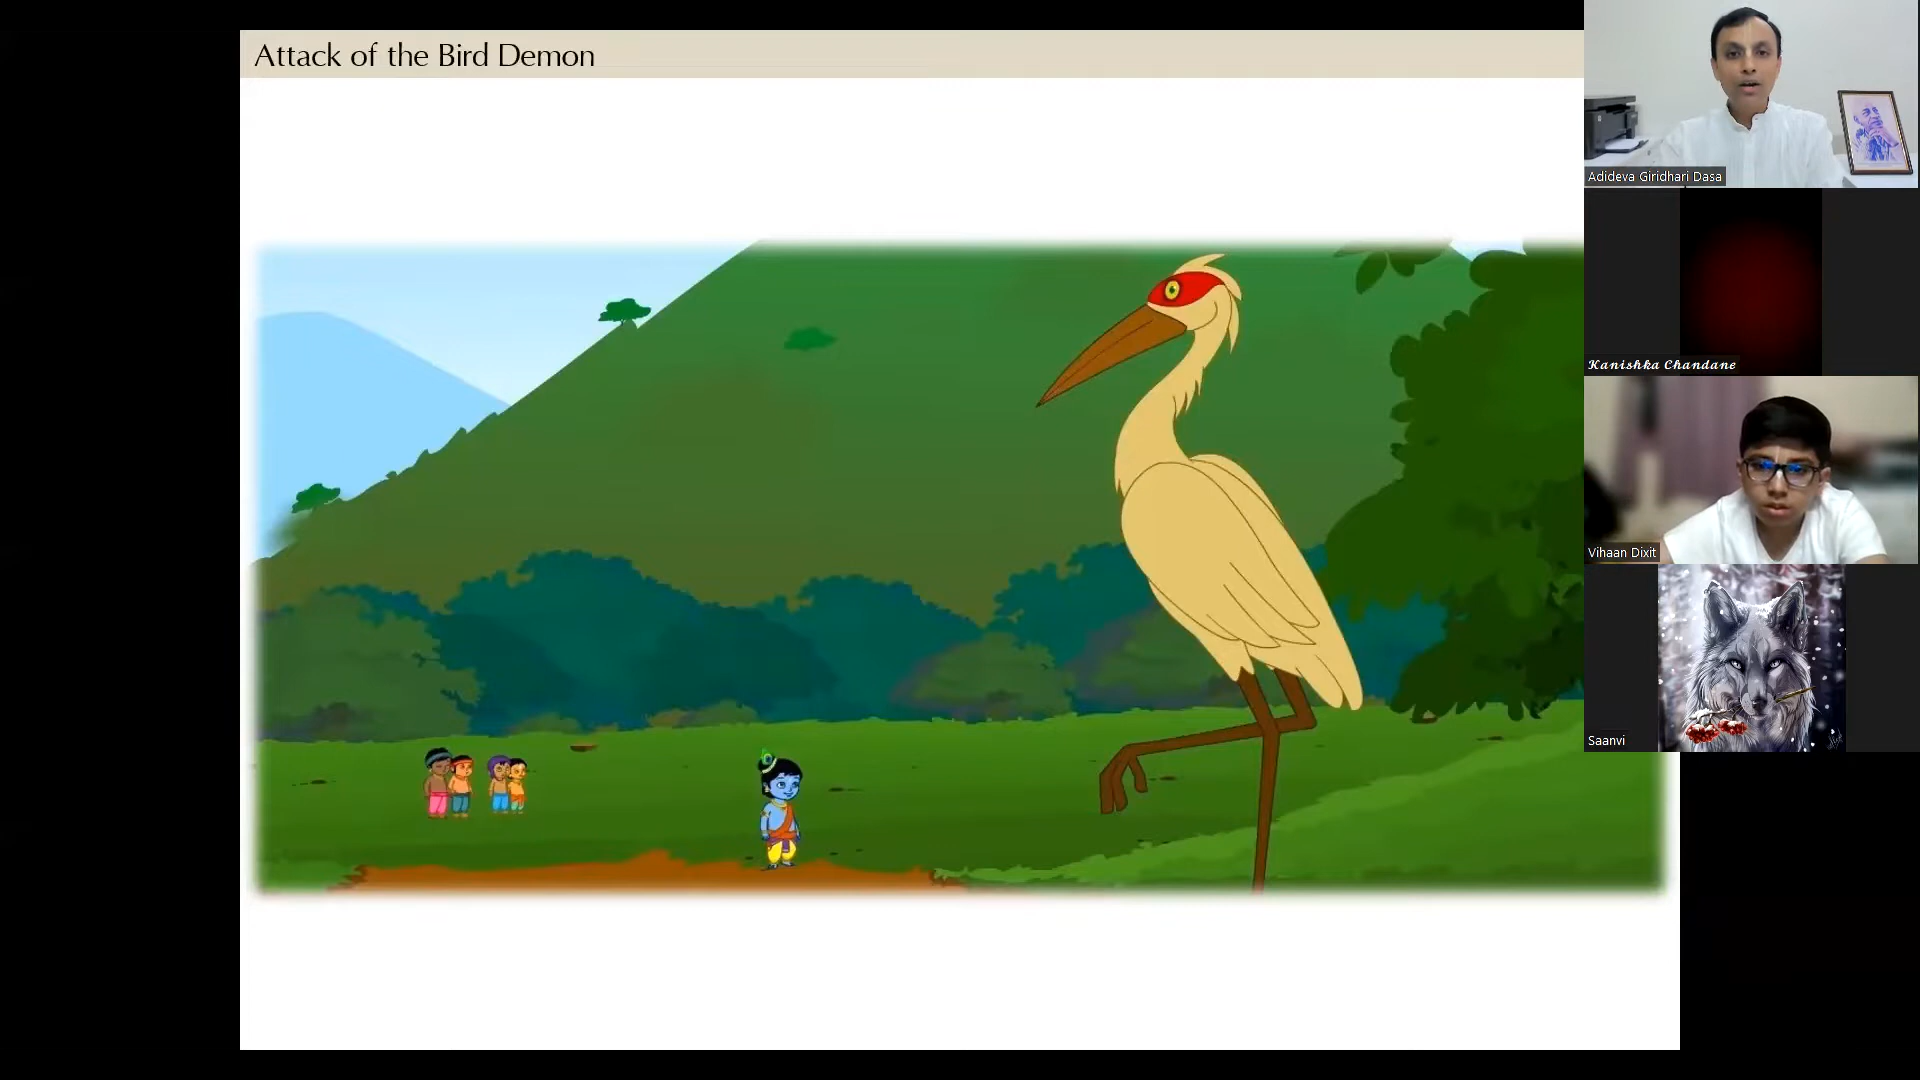 Attack of the Bird Demon
Adideva Giridhari Dasa
Kanishka Chandane
Vihaan Dixit
Saanvi